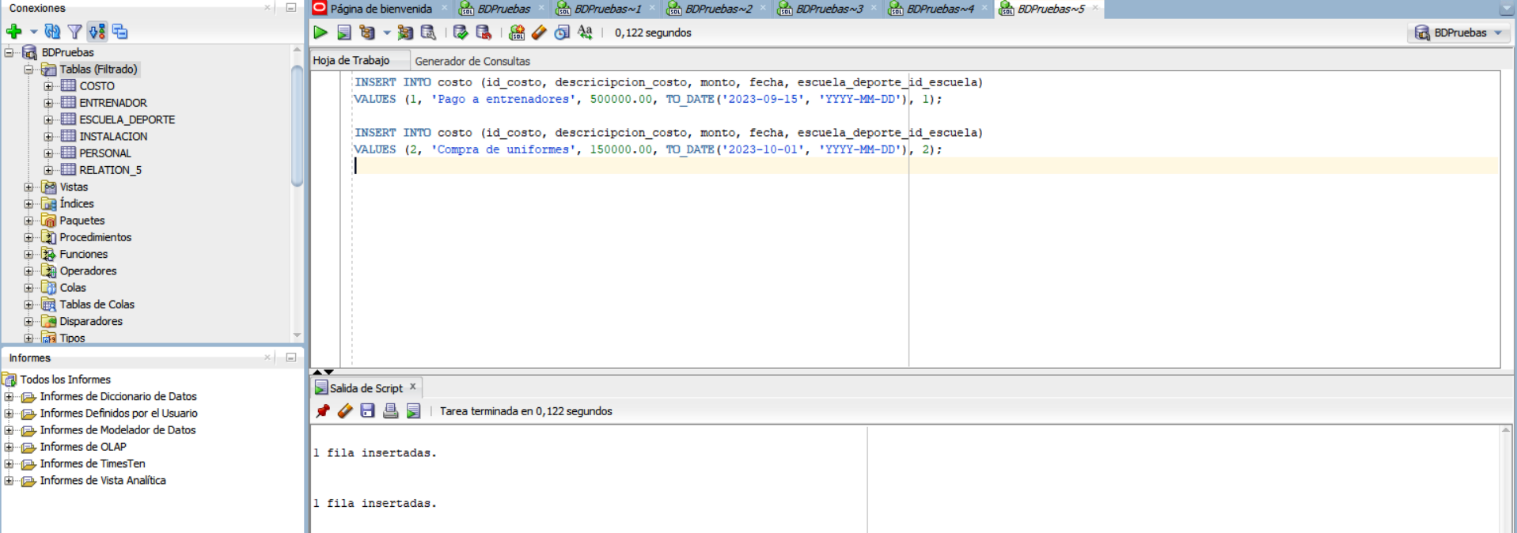 Conexiones
BDPruebas
Tablas (Filtrado)
COSTO
ENTRENADOR
ESCUELA_DEPORTE
INSTALACION
PERSONAL
RELATION_5
Vistas
Índices
Paquetes
Procedimientos
Funciones
Operadores
Colas
Tablas de Colas
Disparadores
Tipos
Informes
Todos los Informes
Informes de Diccionario de Datos
Informes Definidos por el Usuario
Informes de Modelador de Datos
Informes de OLAP
Informes de TimesTen
Informes de Vista Analítica
Página de bienvenida BDPruebas BDPruebas~1 BDPruebas~2 BDPruebas~3 BDPruebas~4 BDPruebas~5
0,122 segundos BDPruebas
Hoja de Trabajo Generador de Consultas
INSERT INTO costo (id_costo, descricipcion_costo, monto, fecha, escuela_deporte_id_escuela)
VALUES (1, 'Pago a entrenadores', 500000.00, TO_DATE('2023-09-15', 'YYYY-MM-DD'), 1);
INSERT INTO costo (id_costo, descricipcion_costo, monto, fecha, escuela_deporte_id_escuela)
VALUES (2, 'Compra de uniformes', 150000.00, TO_DATE('2023-10-01', 'YYYY-MM-DD'), 2);
Salida de Script
Tarea terminada en 0,122 segundos
1 fila insertadas.
1 fila insertadas.